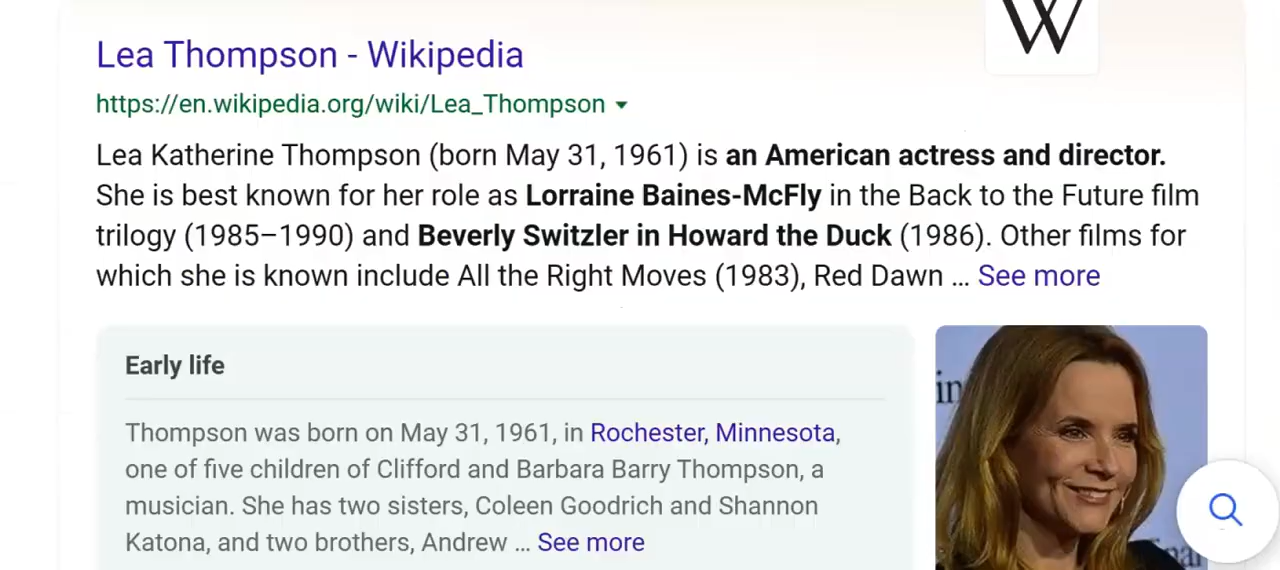 W
Lea Thompson - Wikipedia
https://en.wikipedia.org/wiki/Lea_Thompson
Lea Katherine Thompson (born May 31, 1961) is an American actress and director.
She is best known for her role as Lorraine Baines-McFly in the Back to the Future film
trilogy (1985–1990) and Beverly Switzler in Howard the Duck (1986). Other films for
which she is known include All the Right Moves (1983), Red Dawn ... See more
Early life
Thompson was born on May 31, 1961, in Rochester, Minnesota,
one of five children of Clifford and Barbara Barry Thompson, a
musician. She has two sisters, Coleen Goodrich and Shannon
Katona, and two brothers, Andrew ... See more
in